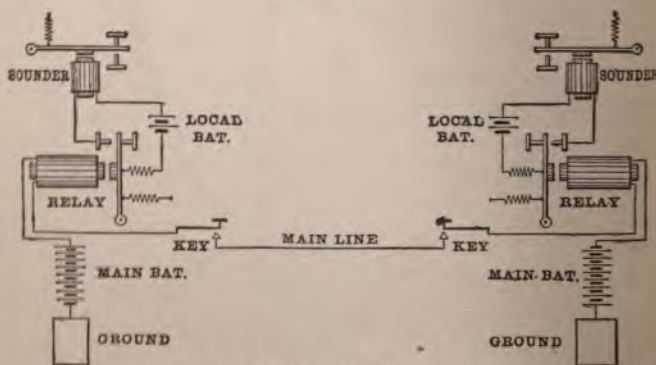 SOUNDER
SOUNDER
LOCAL
BAT.
LOCAL
BAT.
RELAY
RELAY
KEY
MAIN LINE
KEY
MAIN BAT.
MAIN BAT.
GROUND
GROUND